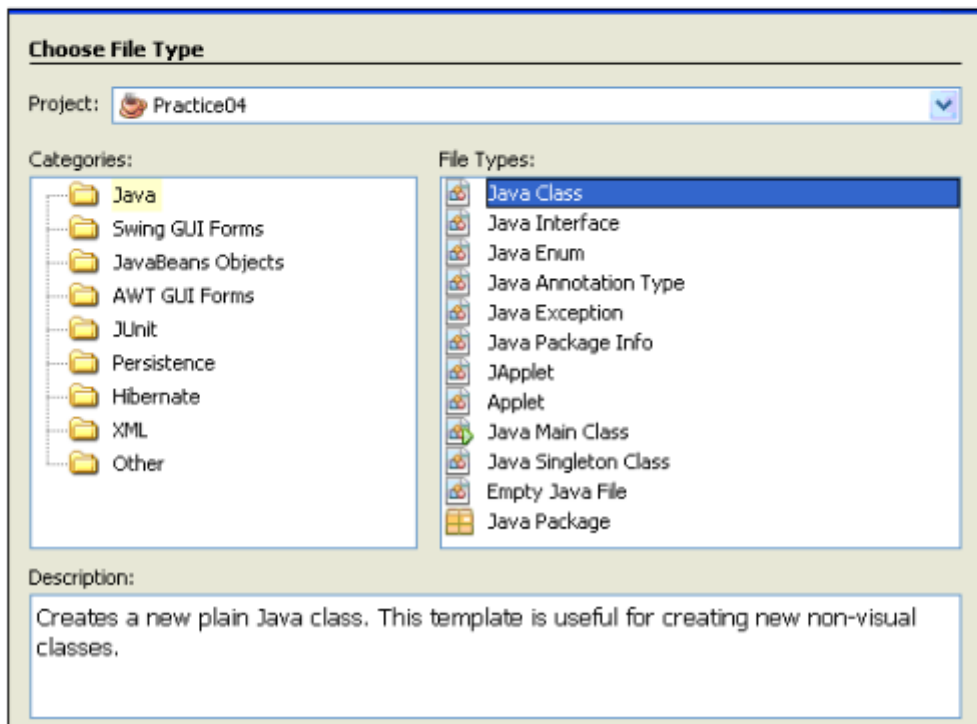 Choose File Type
Project: Practice04
Categories:
Java
Swing GUI Forms
JavaBeans Objects
AWT GUI Forms
JUnit
Persistence
Hibernate
XML
Other
File Types:
Java Class
Java Interface
Java Enum
Java Annotation Type
Java Exception
Java Package Info
JApplet
Applet
Java Main Class
Java Singleton Class
Empty Java File
Java Package
Description:
Creates a new plain Java class. This template is useful for creating new non-visual
classes.